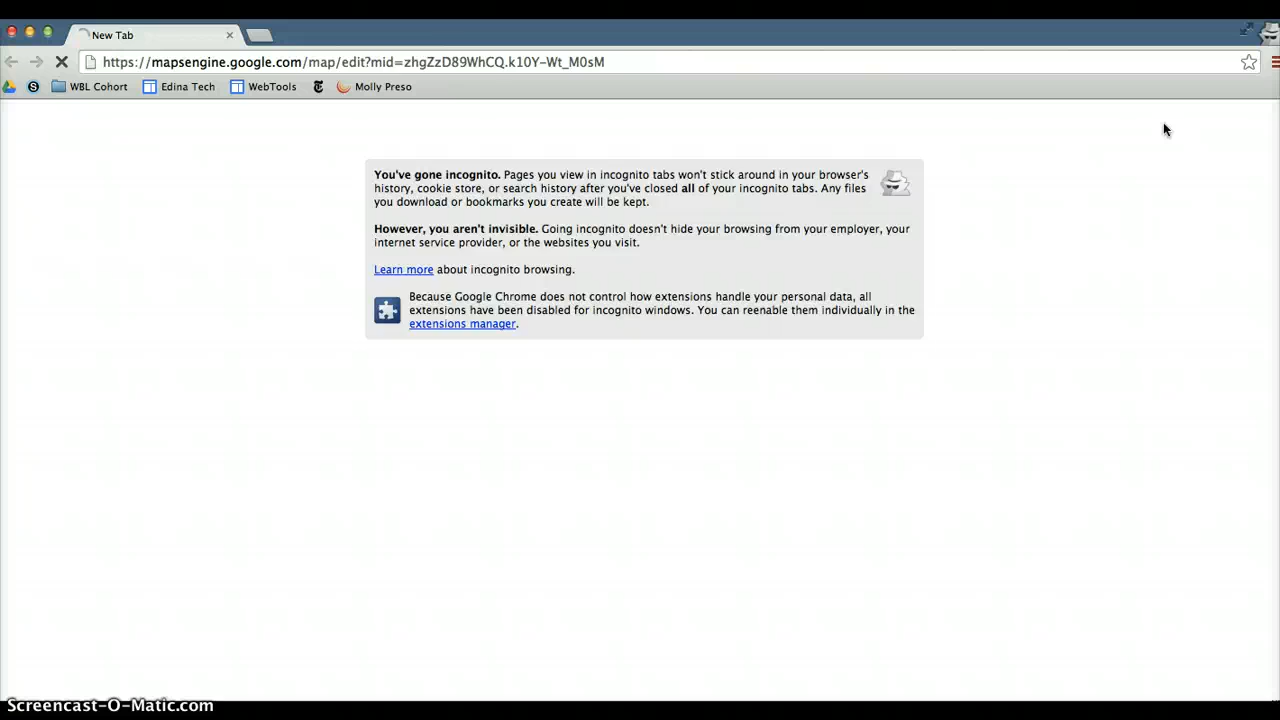 New Tab
https://mapsengine.google.com/map/edit?mid=zhgZzD89WhCQ.k10Y-Wt_M0sM
WBL Cohort Edina Tech WebTools Molly Preso
You've gone incognito. Pages you view in incognito tabs won't stick around in your browser's
history, cookie store, or search history after you've closed all of your incognito tabs. Any files
you download or bookmarks you create will be kept.
However, you aren't invisible. Going incognito doesn't hide your browsing from your employer, your
internet service provider, or the websites you visit.
Learn more about incognito browsing.
Because Google Chrome does not control how extensions handle your personal data, all
extensions have been disabled for incognito windows. You can reenable them individually in the
extensions manager.
Screencast-O-Matic.com